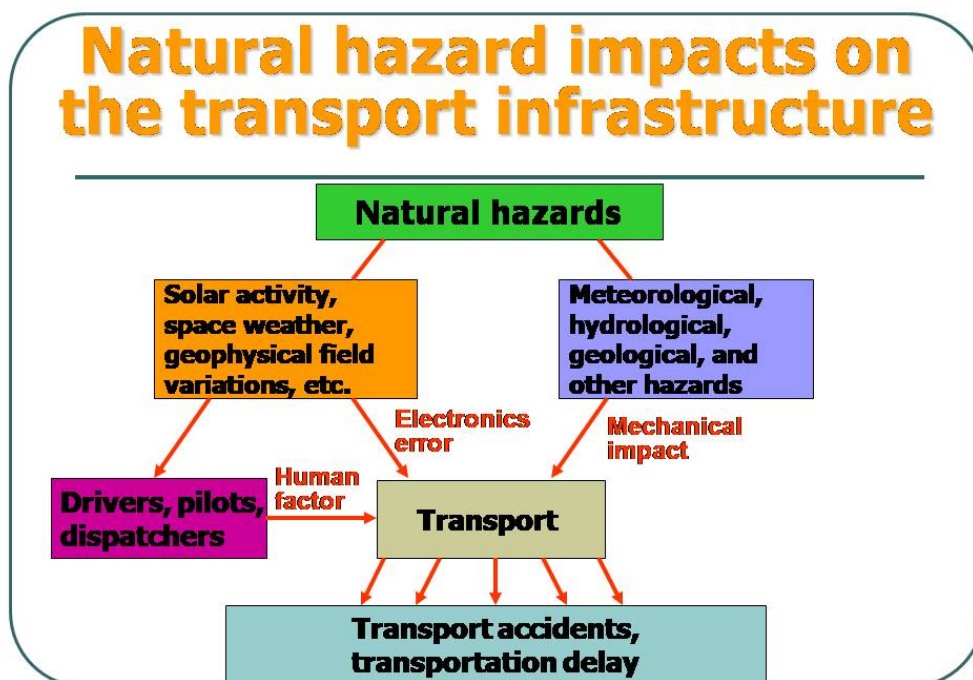 Natural hazard impacts on
the transport infrastructure
Natural hazards
Solar activity,
space weather,
geophysical field
variations, etc.
Meteorological,
hydrological,
geological, and
other hazards
Electronics
error
Mechanical
impact
Human
factor
Drivers, pilots,
dispatchers
Transport
Transport accidents,
transportation delay